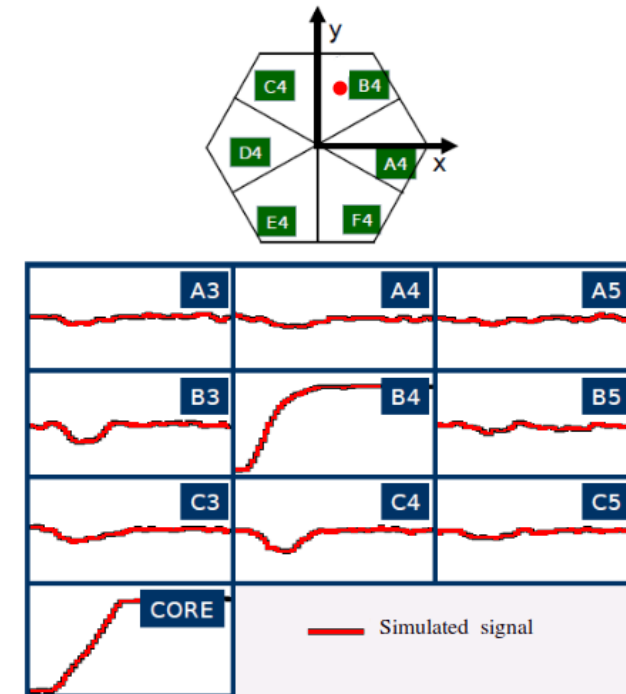 y
C4 B4
D4
A4
x
E4 F4
A3 A4 A5
B3 B4 B5
C3 C4 C5
CORE
Simulated signal